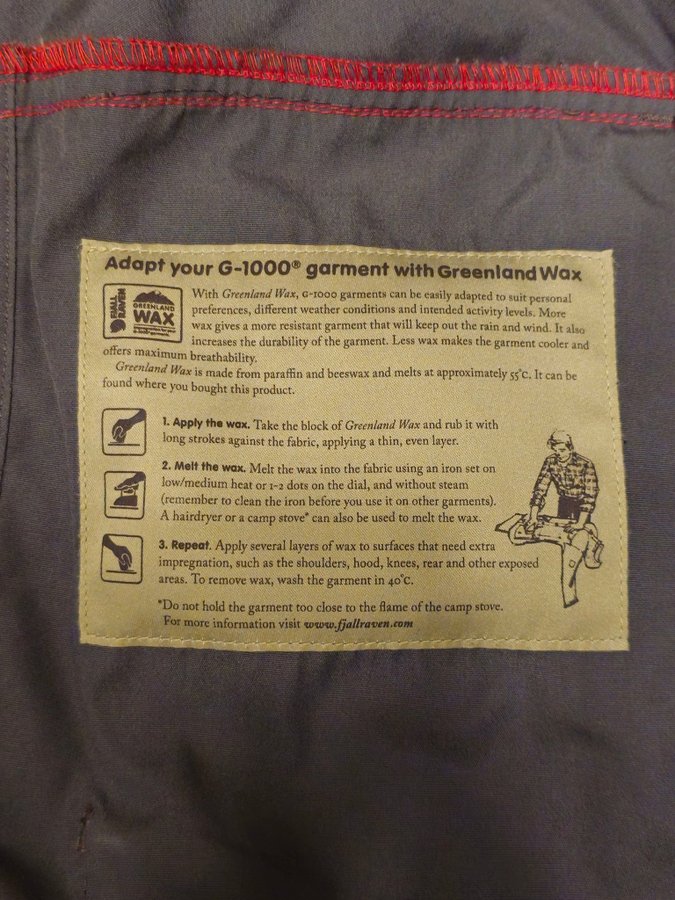 Adapt your G-1000® garment with Greenland Wax
FJALL
RAVEN
GREENLAND
WAX
With Greenland Wax, G-1000 garments can be easily adapted to suit personal
preferences, different weather conditions and intended activity levels. More
wax gives a more resistant garment that will keep out the rain and wind. It also
increases the durability of the garment. Less wax makes the garment cooler and
offers maximum breathability.
Greenland Wax is made from paraffin and beeswax and melts at approximately 55°C. It can be
found where you bought this product.
1. Apply the wax. Take the block of Greenland Wax and rub it with
long strokes against the fabric, applying a thin, even layer.
2. Melt the wax. Melt the wax into the fabric using an iron set on
low/medium heat or 1-2 dots on the dial, and without steam
(remember to clean the iron before you use it on other garments).
A hairdryer or a camp stove* can also be used to melt the wax.
3. Repeat. Apply several layers of wax to surfaces that need extra
impregnation, such as the shoulders, hood, knees, rear and other exposed
areas. To remove wax, wash the garment in 40°C.
*Do not hold the garment too close to the flame of the camp stove.
For more information visit www.fjallraven.com